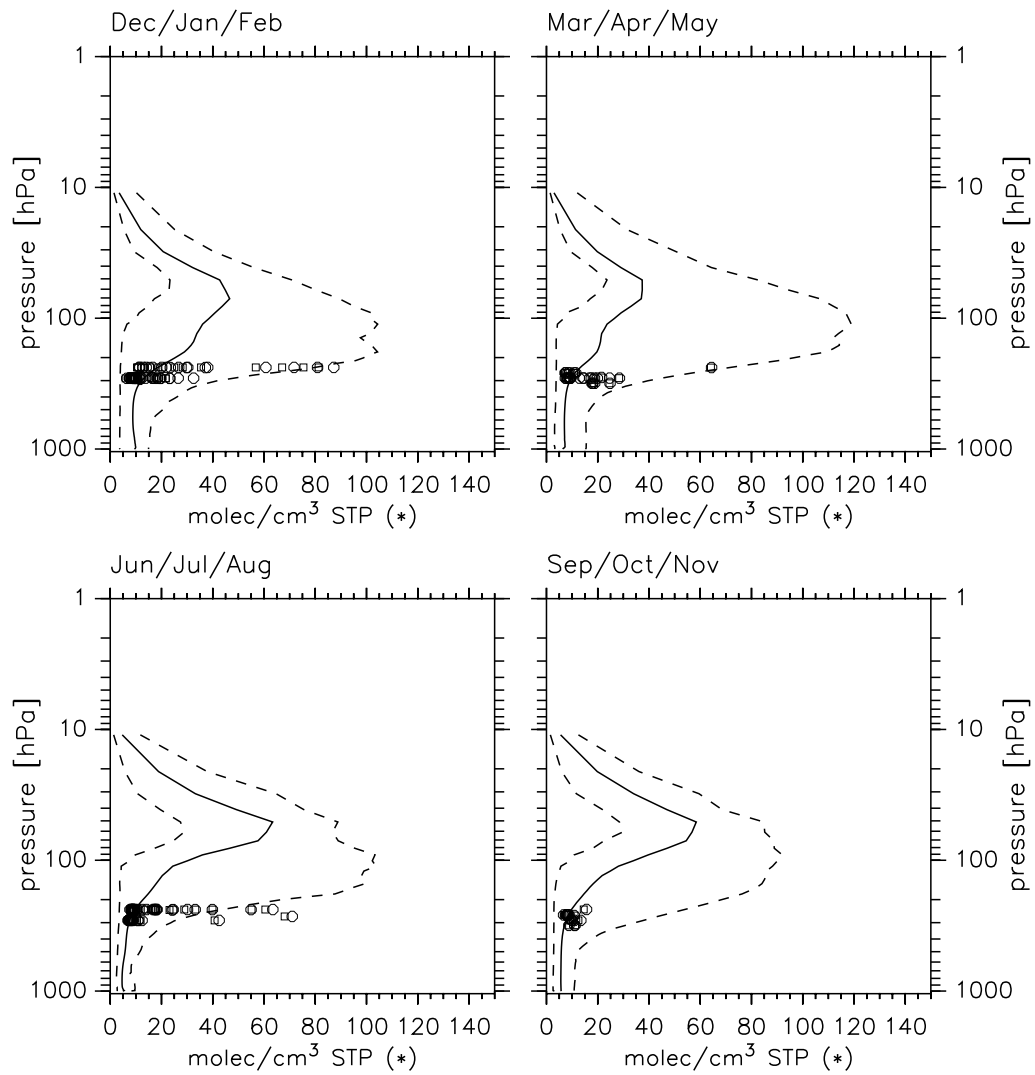 Dec/Jan/Feb
Mar/Apr/May
1
1
10
10
100
100
1000
1000
pressure [hPa]
pressure [hPa]
0 20 40 60 80 100 120 140
0 20 40 60 80 100 120 140
molec/cm³ STP (*)
molec/cm³ STP (*)
Jun/Jul/Aug
Sep/Oct/Nov
1
1
10
10
100
100
1000
1000
pressure [hPa]
pressure [hPa]
0 20 40 60 80 100 120 140
0 20 40 60 80 100 120 140
molec/cm³ STP (*)
molec/cm³ STP (*)